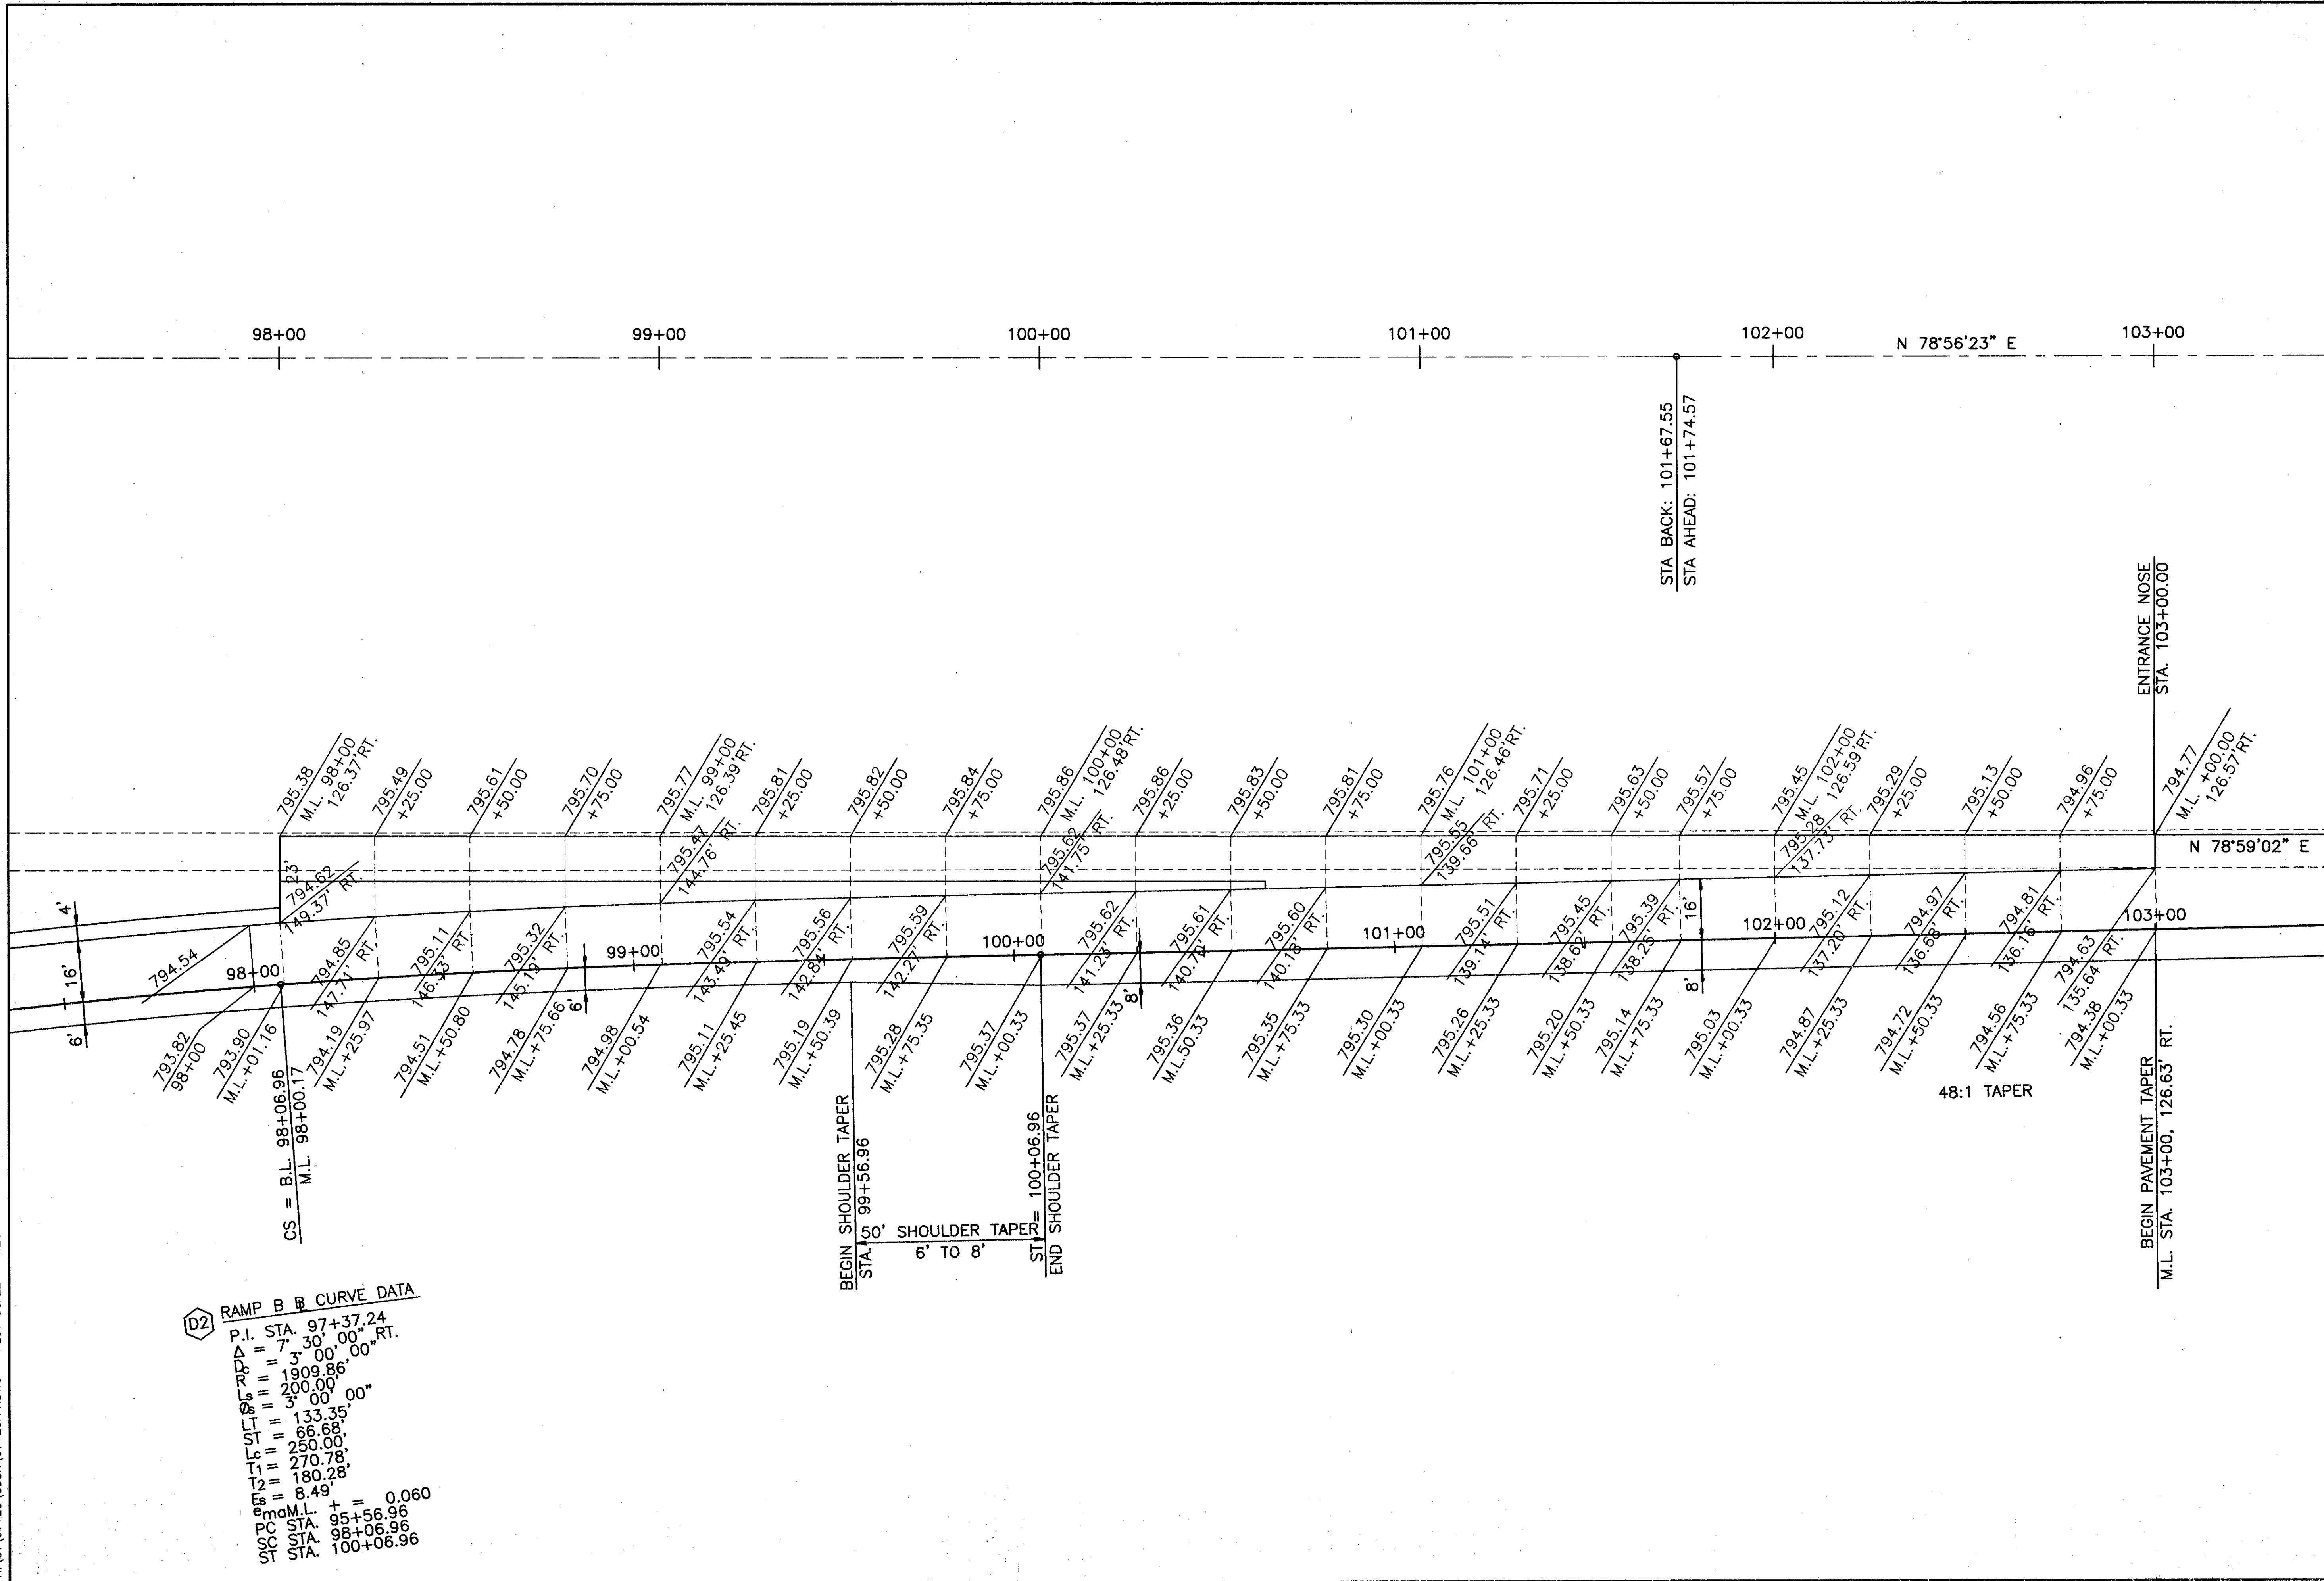 98+00
99+00
100+00
101+00
102+00
N 78°56'23" E
103+00
STA BACK: 101+67.55
STA AHEAD: 101+74.57
ENTRANCE NOSE
STA. 103+00.00
795.38
M.L. 98+00
126.37'RT.
795.49
+25.00
795.61
+50.00
795.70
+75.00
795.77
M.L. 99+00
126.39'RT.
795.81
+25.00
795.82
+50.00
795.84
+75.00
795.86
M.L. 100+00
126.48'RT.
795.86
+25.00
795.83
+50.00
795.81
+75.00
795.76
M.L. 101+00
126.46'RT.
795.71
+25.00
795.63
+50.00
795.57
+75.00
795.45
M.L. 102+00
126.59'RT.
795.29
+25.00
795.13
+50.00
794.96
+75.00
794.77
M.L. +00.00
126.57'RT.
N 78°59'02" E
23'
794.62
149.37' RT.
794.85
147.71' RT.
795.11
146.33' RT.
795.32
145.19' RT.
795.47
144.76' RT.
795.54
143.49' RT.
795.56
142.84' RT.
795.59
142.27' RT.
795.62
141.75' RT.
795.62
141.23' RT.
795.61
140.70' RT.
795.60
140.18' RT.
795.55
139.66' RT.
795.51
139.14' RT.
795.45
138.62' RT.
795.39
138.25' RT.
795.28
137.73' RT.
795.12
137.20' RT.
794.97
136.68' RT.
794.81
136.16' RT.
794.63
135.64' RT.
4'
16'
6'
794.54
98+00
99+00
6'
100+00
8'
101+00
16'
8'
102+00
103+00
793.82
98+00
793.90
M.L.+01.16
794.19
M.L.+25.97
794.51
M.L.+50.80
794.78
M.L.+75.66
794.98
M.L.+00.54
795.11
M.L.+25.45
795.19
M.L.+50.39
795.28
M.L.+75.35
795.37
M.L.+00.33
795.37
M.L.+25.33
795.36
M.L.50.33
795.35
M.L.+75.33
795.30
M.L.+00.33
795.26
M.L.+25.33
795.20
M.L.+50.33
795.14
M.L.+75.33
795.03
M.L.+00.33
794.87
M.L.+25.33
794.72
M.L.+50.33
794.56
M.L.+75.33
794.38
M.L.+00.33
48:1 TAPER
CS = B.L. 98+06.96
M.L. 98+00.17
BEGIN SHOULDER TAPER
STA. 99+56.96
50' SHOULDER TAPER
6' TO 8'
ST = 100+06.96
END SHOULDER TAPER
BEGIN PAVEMENT TAPER
M.L. STA. 103+00, 126.63' RT.
D2
RAMP B BL CURVE DATA
P.I. STA. 97+37.24
Δ = 7° 30' 00" RT.
Dc = 3° 00' 00"
R = 1909.86'
Ls = 200.00'
Øs = 3° 00' 00"
LT = 133.35'
ST = 66.68'
Lc = 250.00'
T1 = 270.78'
T2 = 180.28'
Es = 8.49'
emaM.L. + = 0.060
PC STA. 95+56.96
SC STA. 98+06.96
ST STA. 100+06.96